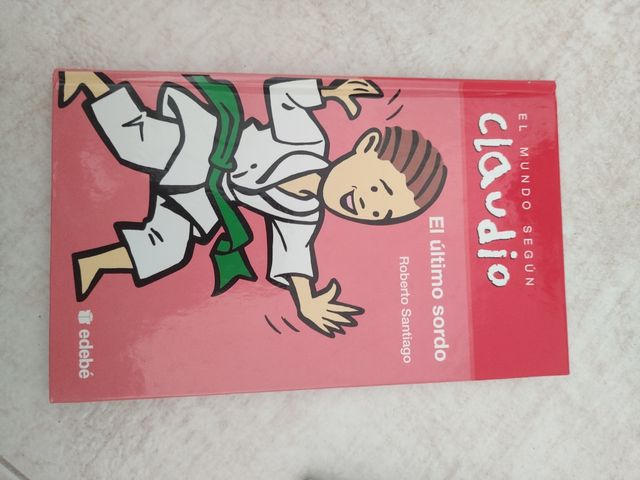 EL MUNDO SEGÚN
claudio
El último sordo
Roberto Santiago
edebé